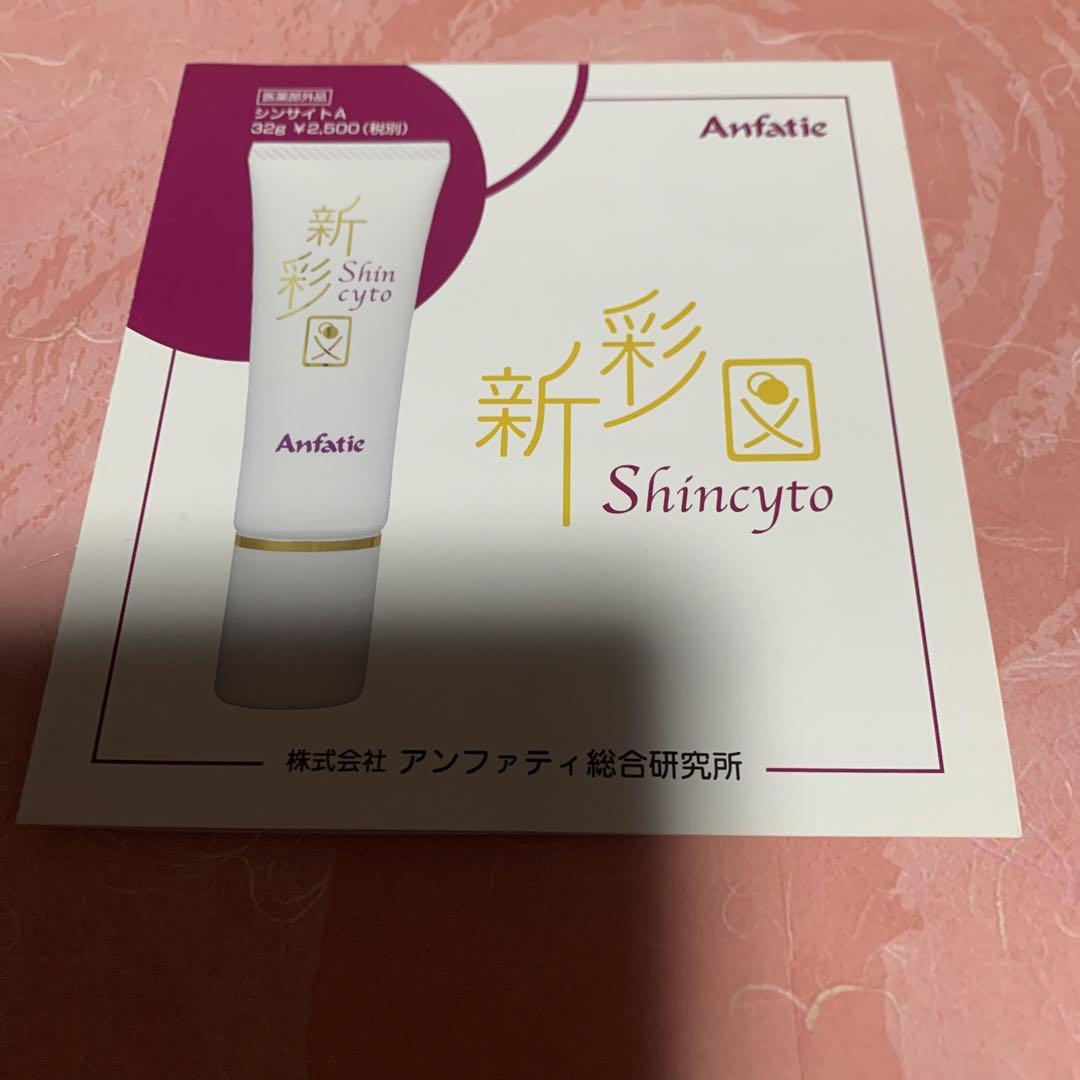 医薬部外品
シンサイトA
32g ¥2,500(税別)
新
彩
Shin
cyto
Anfatie
Anfatie
新彩
Shincyto
株式会社 アンファティ総合研究所